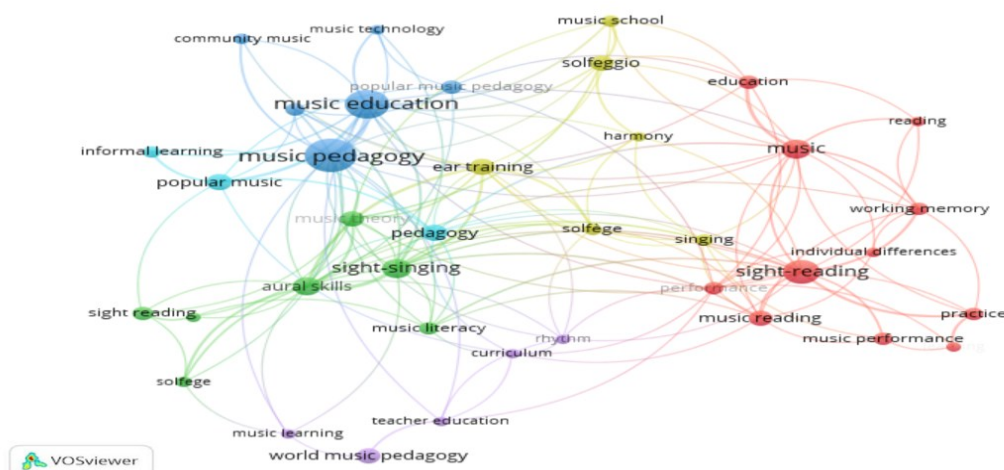 music school
community music
music technology
solfeggio
education
popular music pedagogy
music education
reading
harmony
informal learning
music pedagogy
music
ear training
popular music
working memory
music theory
pedagogy
solfège
singing
individual differences
sight-singing
sight-reading
aural skills
performance
sight reading
music reading
practice
music literacy
rhythm
music performance
curriculum
solfege
teacher education
music learning
world music pedagogy
VOSviewer